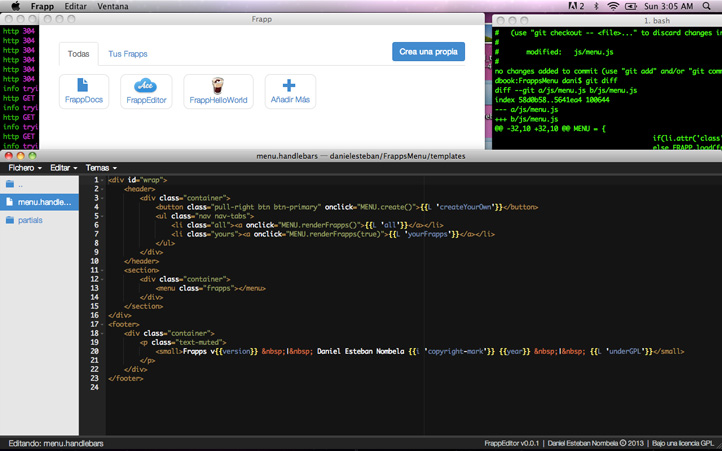 Frapp Editar Ventana
2 Sun 3:05 AM
Frapp
1. bash
http 304
http 304
http 304
http 304
http 304
info tryi
http GET
info tryi
http GET
info tryi
http GET
info tryi
Todas Tus Frapps Crea una propia
FrappDocs
Ace
FrappEditor
FrappHelloWorld
Añadir Más
# (use "git checkout -- <file>..." to discard changes in
#
# modified: js/menu.js
#
no changes added to commit (use "git add" and/or "git comm
dbook:FrappsMenu dani$ git diff
diff --git a/js/menu.js b/js/menu.js
index 58d0b58..5641ea4 100644
--- a/js/menu.js
+++ b/js/menu.js
@@ -32,10 +32,10 @@ MENU = {
if(li.attr('class'
else FRAPP.load(f
menu.handlebars — danielesteban/FrappsMenu/templates
Fichero Editar Temas
..
menu.handle...
partials
1 <div id="wrap">
2 <header>
3 <div class="container">
4 <button class="pull-right btn btn-primary" onclick="MENU.create()">{{L 'createYourOwn'}}</button>
5 <ul class="nav nav-tabs">
6 <li class="all"><a onclick="MENU.renderFrapps()">{{L 'all'}}</a></li>
7 <li class="yours"><a onclick="MENU.renderFrapps(true)">{{L 'yourFrapps'}}</a></li>
8 </ul>
9 </div>
10 </header>
11 <section>
12 <div class="container">
13 <menu class="frapps"></menu>
14 </div>
15 </section>
16 </div>
17 <footer>
18 <div class="container">
19 <p class="text-muted">
20 <small>Frapps v{{version}} &nbsp;|&nbsp; Daniel Esteban Nombela {{i 'copyright-mark'}} {{year}} &nbsp;|&nbsp; {{L 'underGPL'}}</small>
21 </p>
22 </div>
23 </footer>
24
Editando: menu.handlebars
FrappEditor v0.0.1 | Daniel Esteban Nombela © 2013 | Bajo una licencia GPL